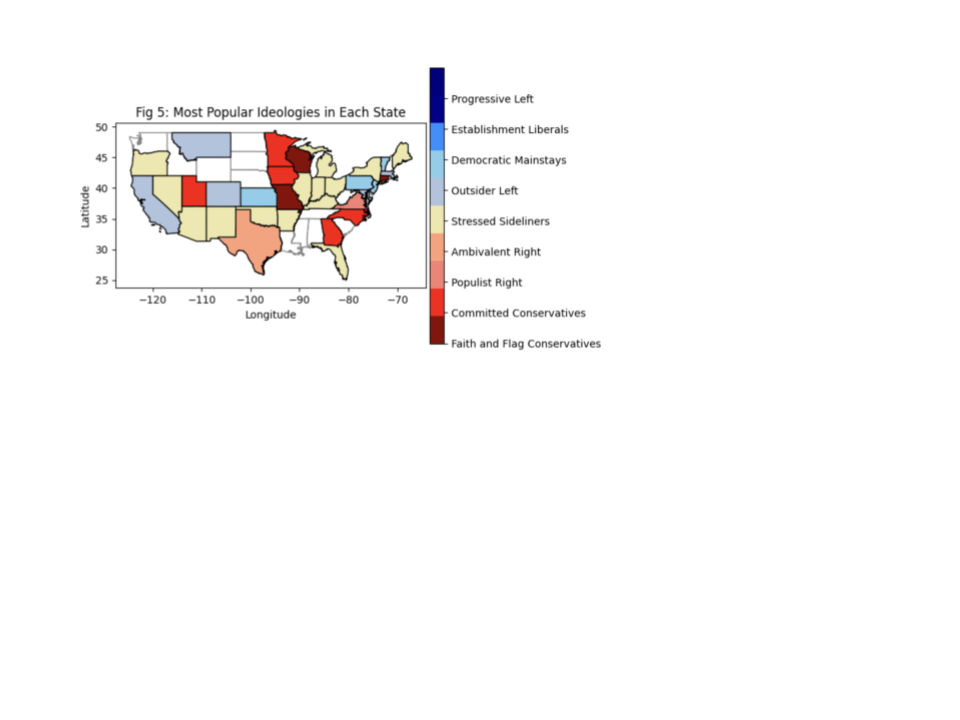 Fig 5: Most Popular Ideologies in Each State
50
45
40
35
30
25
Latitude
−120 −110 −100 −90 −80 −70
Longitude
Progressive Left
Establishment Liberals
Democratic Mainstays
Outsider Left
Stressed Sideliners
Ambivalent Right
Populist Right
Committed Conservatives
Faith and Flag Conservatives